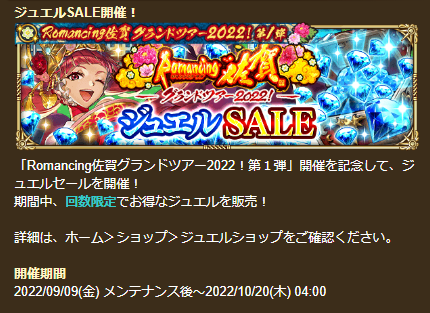 ジュエルSALE開催！
Romancing佐賀 グランドツアー2022！第1弾
Romancing佐賀
グランドツアー2022！
ジュエルSALE
「Romancing佐賀グランドツアー2022！第１弾」開催を記念して、ジ
ュエルセールを開催！
期間中、回数限定でお得なジュエルを販売！
詳細は、ホーム＞ショップ＞ジュエルショップをご確認ください。
開催期間
2022/09/09(金) メンテナンス後～2022/10/20(木) 04:00